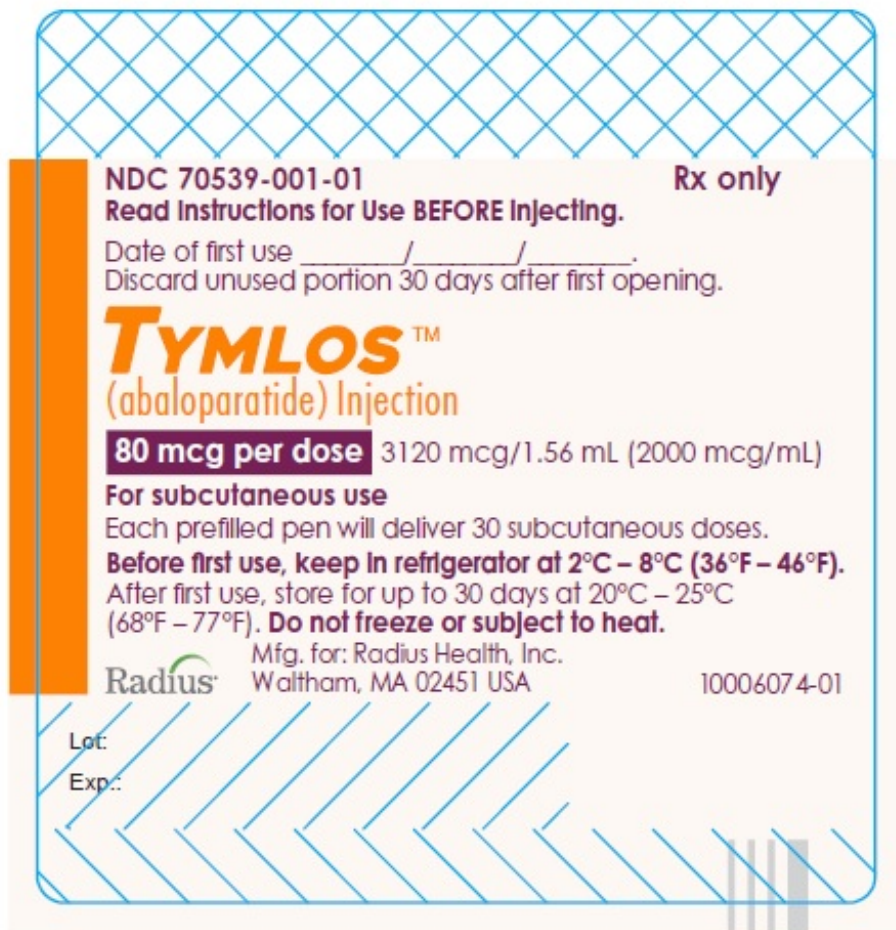 NDC 70539-001-01 Rx only
Read Instructions for Use BEFORE Injecting.
Date of first use ________/________/________.
Discard unused portion 30 days after first opening.
TYMLOS™
(abaloparatide) Injection
80 mcg per dose 3120 mcg/1.56 mL (2000 mcg/mL)
For subcutaneous use
Each prefilled pen will deliver 30 subcutaneous doses.
Before first use, keep in refrigerator at 2°C – 8°C (36°F – 46°F).
After first use, store for up to 30 days at 20°C – 25°C
(68°F – 77°F). Do not freeze or subject to heat.
Radius
Mfg. for: Radius Health, Inc.
Waltham, MA 02451 USA
10006074-01
Lot:
Exp.: